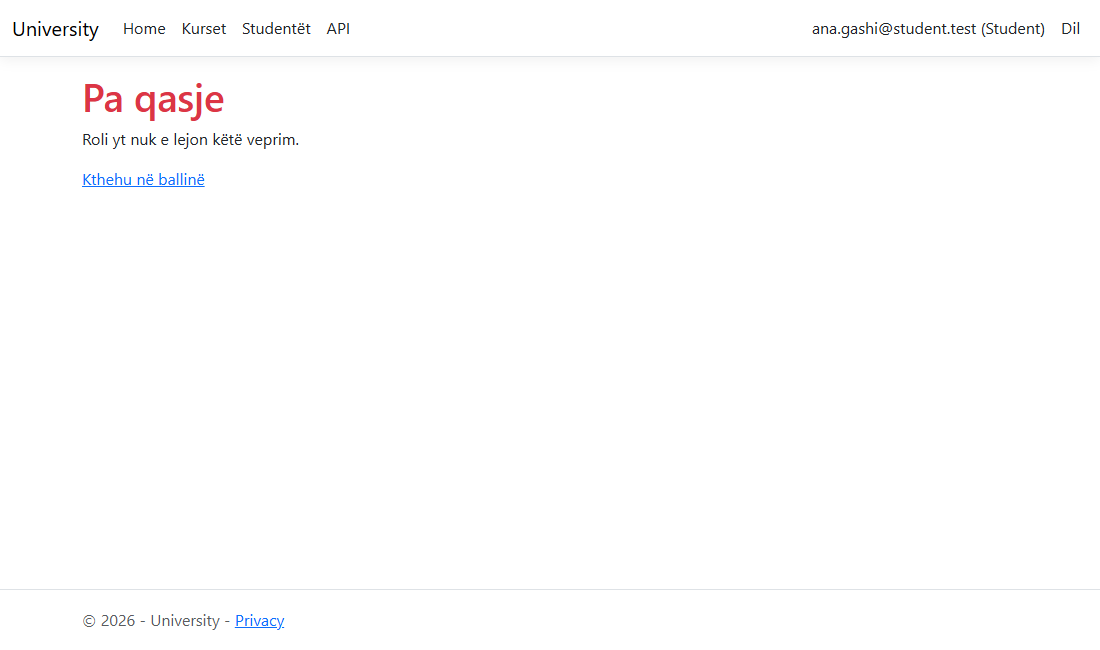 University Home Kurset Studentët API ana.gashi@student.test (Student) Dil
Pa qasje
Roli yt nuk e lejon këtë veprim.
Kthehu në ballinë
© 2026 - University - Privacy